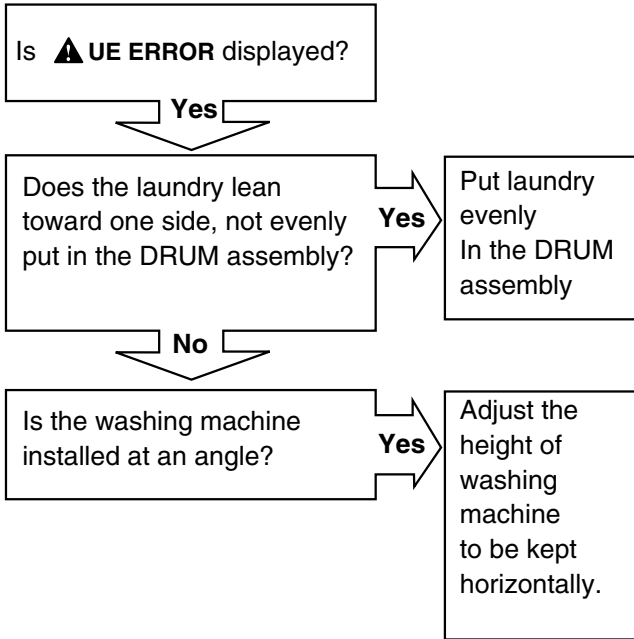 Is ⚠ UE ERROR displayed?
Yes
Does the laundry lean
toward one side, not evenly
put in the DRUM assembly?
Yes
Put laundry
evenly
In the DRUM
assembly
No
Is the washing machine
installed at an angle?
Yes
Adjust the
height of
washing
machine
to be kept
horizontally.